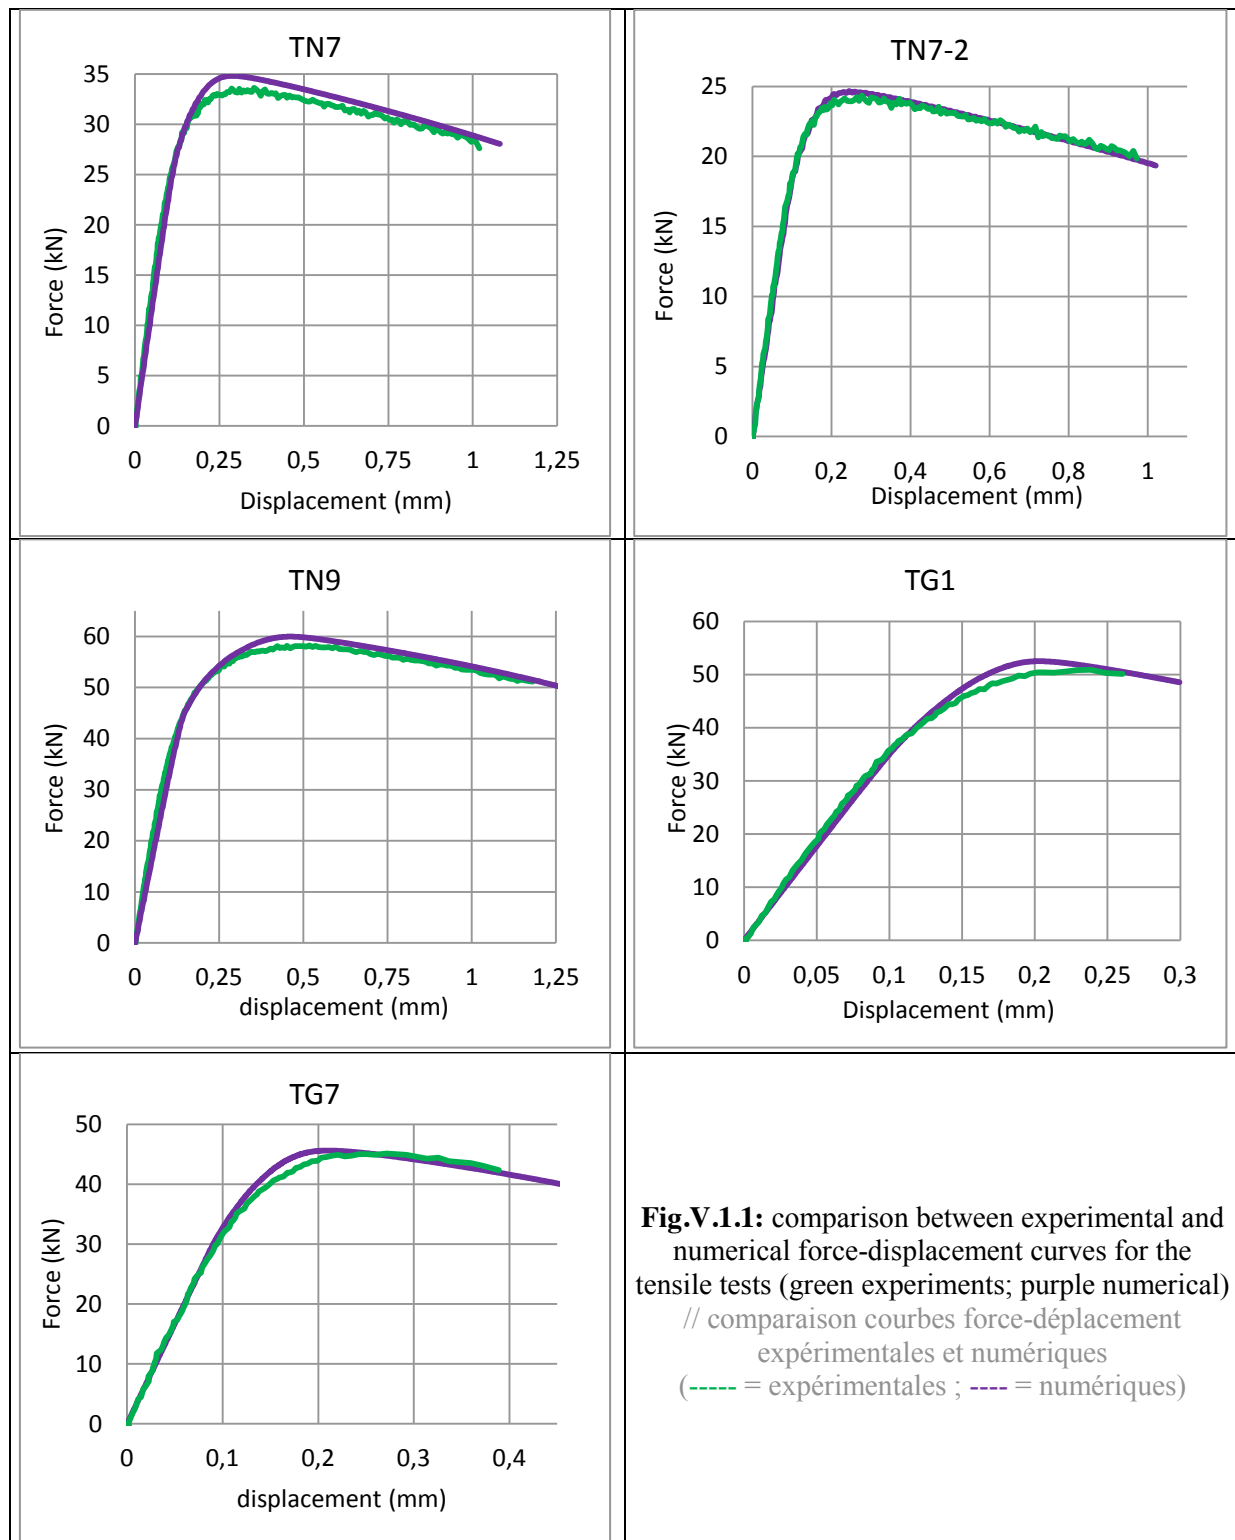 TN7
35
30
25
20
15
10
5
0
Force (kN)
0 0,25 0,5 0,75 1 1,25
Displacement (mm)
TN7-2
25
20
15
10
5
0
Force (kN)
0 0,2 0,4 0,6 0,8 1
Displacement (mm)
TN9
60
50
40
30
20
10
0
Force (kN)
0 0,25 0,5 0,75 1 1,25
displacement (mm)
TG1
60
50
40
30
20
10
0
Force (kN)
0 0,05 0,1 0,15 0,2 0,25 0,3
Displacement (mm)
TG7
50
40
30
20
10
0
Force (kN)
0 0,1 0,2 0,3 0,4
displacement (mm)
Fig.V.1.1: comparison between experimental and
numerical force-displacement curves for the
tensile tests (green experiments; purple numerical)
// comparaison courbes force-déplacement
expérimentales et numériques
(----- = expérimentales ; ---- = numériques)